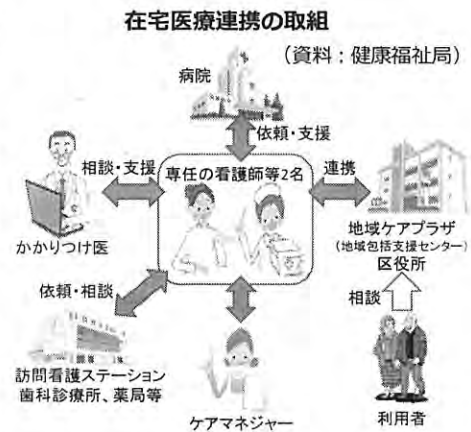 在宅医療連携の取組
(資料:健康福祉局)
病院
依頼・支援
相談・支援
専任の看護師等2名
連携
かかりつけ医
地域ケアプラザ
(地域包括支援センター)
区役所
依頼・相談
相談
訪問看護ステーション
歯科診療所、薬局等
ケアマネジャー
利用者